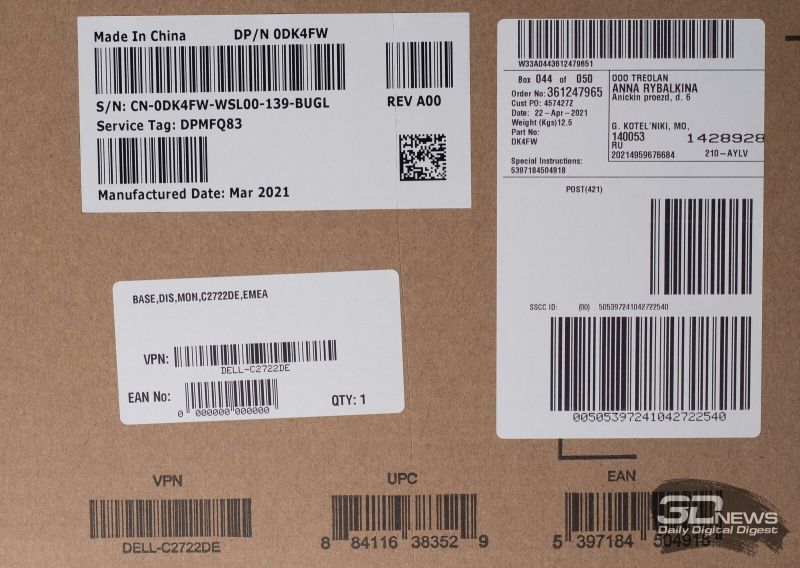 Made In China DP/N 0DK4FW
S/N: CN-0DK4FW-WSL00-139-BUGL
REV A00
Service Tag: DPMFQ83
Manufactured Date: Mar 2021
W33A0443612479651
Box 044 of 050
Order No: 361247965
Cust PO: 457427Z
Date: 22-Apr-2021
Weight (Kgs)12.5
Part No:
DK4FW
Special Instructions:
5397184504918
OOO TREOLAN
ANNA RYBALKINA
Anickin proezd, d. 6
G. KOTEL'NIKI, MO,
140053
RU
20214959676684
1428928
210-AYLV
POST(421)
SSCC ID: (00) 505397241042722540
00505397241042722540
BASE,DIS,MON,C2722DE,EMEA
VPN:
DELL-C2722DE
EAN No:
0 000000 000000
QTY: 1
VPN
DELL-C2722DE
UPC
8 84116 38352 9
EAN
5 397184 504918
3DNEWS
Daily Digital Digest